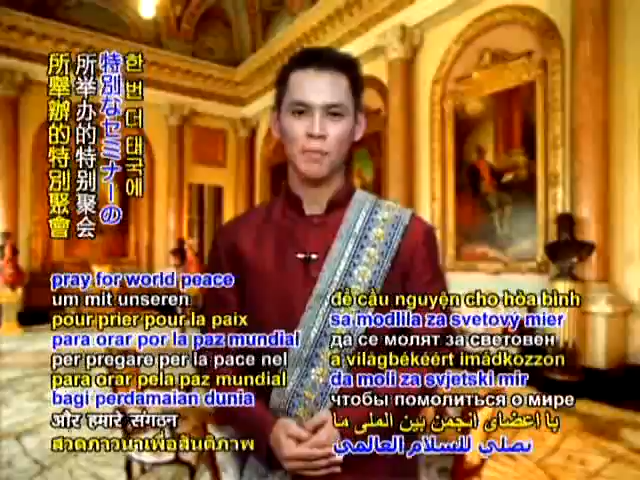 한 번 더 태국에
特別なセミナーの
所举办的特别聚会
所舉辦的特別聚會
pray for world peace
um mit unseren
pour prier pour la paix
para orar por la paz mundial
per pregare per la pace nel
para orar pela paz mundial
bagi perdamaian dunia
और हमारे संगठन
สวดภาวนาเพื่อสันติภาพ
để cầu nguyện cho hòa bình
sa modlila za svetový mier
да се молят за световен
a világbékéért imádkozzon
da moli za svjetski mir
чтобы помолиться о мире
با اعضای انجمن بین المللی ما
نصلي للسلام العالمي